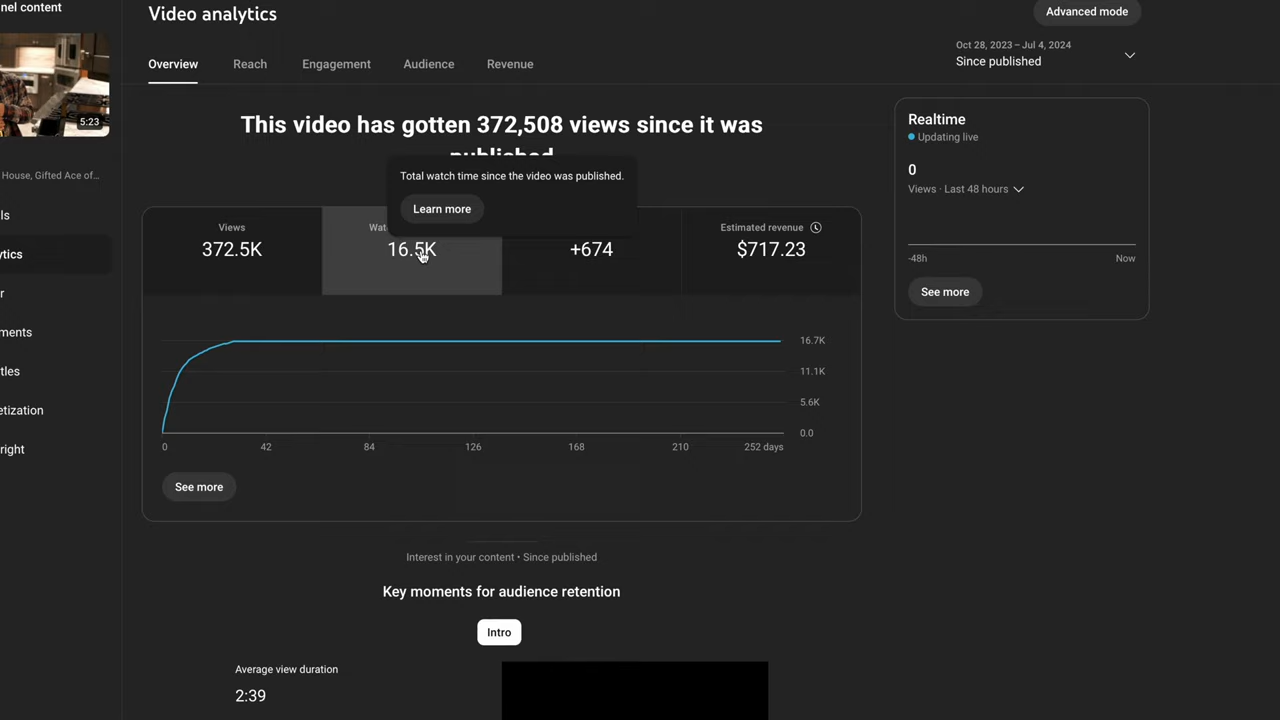 nel content
Video analytics
Advanced mode
Oct 28, 2023 – Jul 4, 2024
Since published
Overview
Reach
Engagement
Audience
Revenue
5:23
House, Gifted Ace of...
ls
ytics
r
ments
tles
etization
right
This video has gotten 372,508 views since it was
published
Total watch time since the video was published.
Learn more
Views
372.5K
Wat
16.5K
+674
Estimated revenue
$717.23
16.7K
11.1K
5.6K
0.0
0
42
84
126
168
210
252 days
See more
Realtime
Updating live
0
Views · Last 48 hours
-48h
Now
See more
Interest in your content • Since published
Key moments for audience retention
Intro
Average view duration
2:39